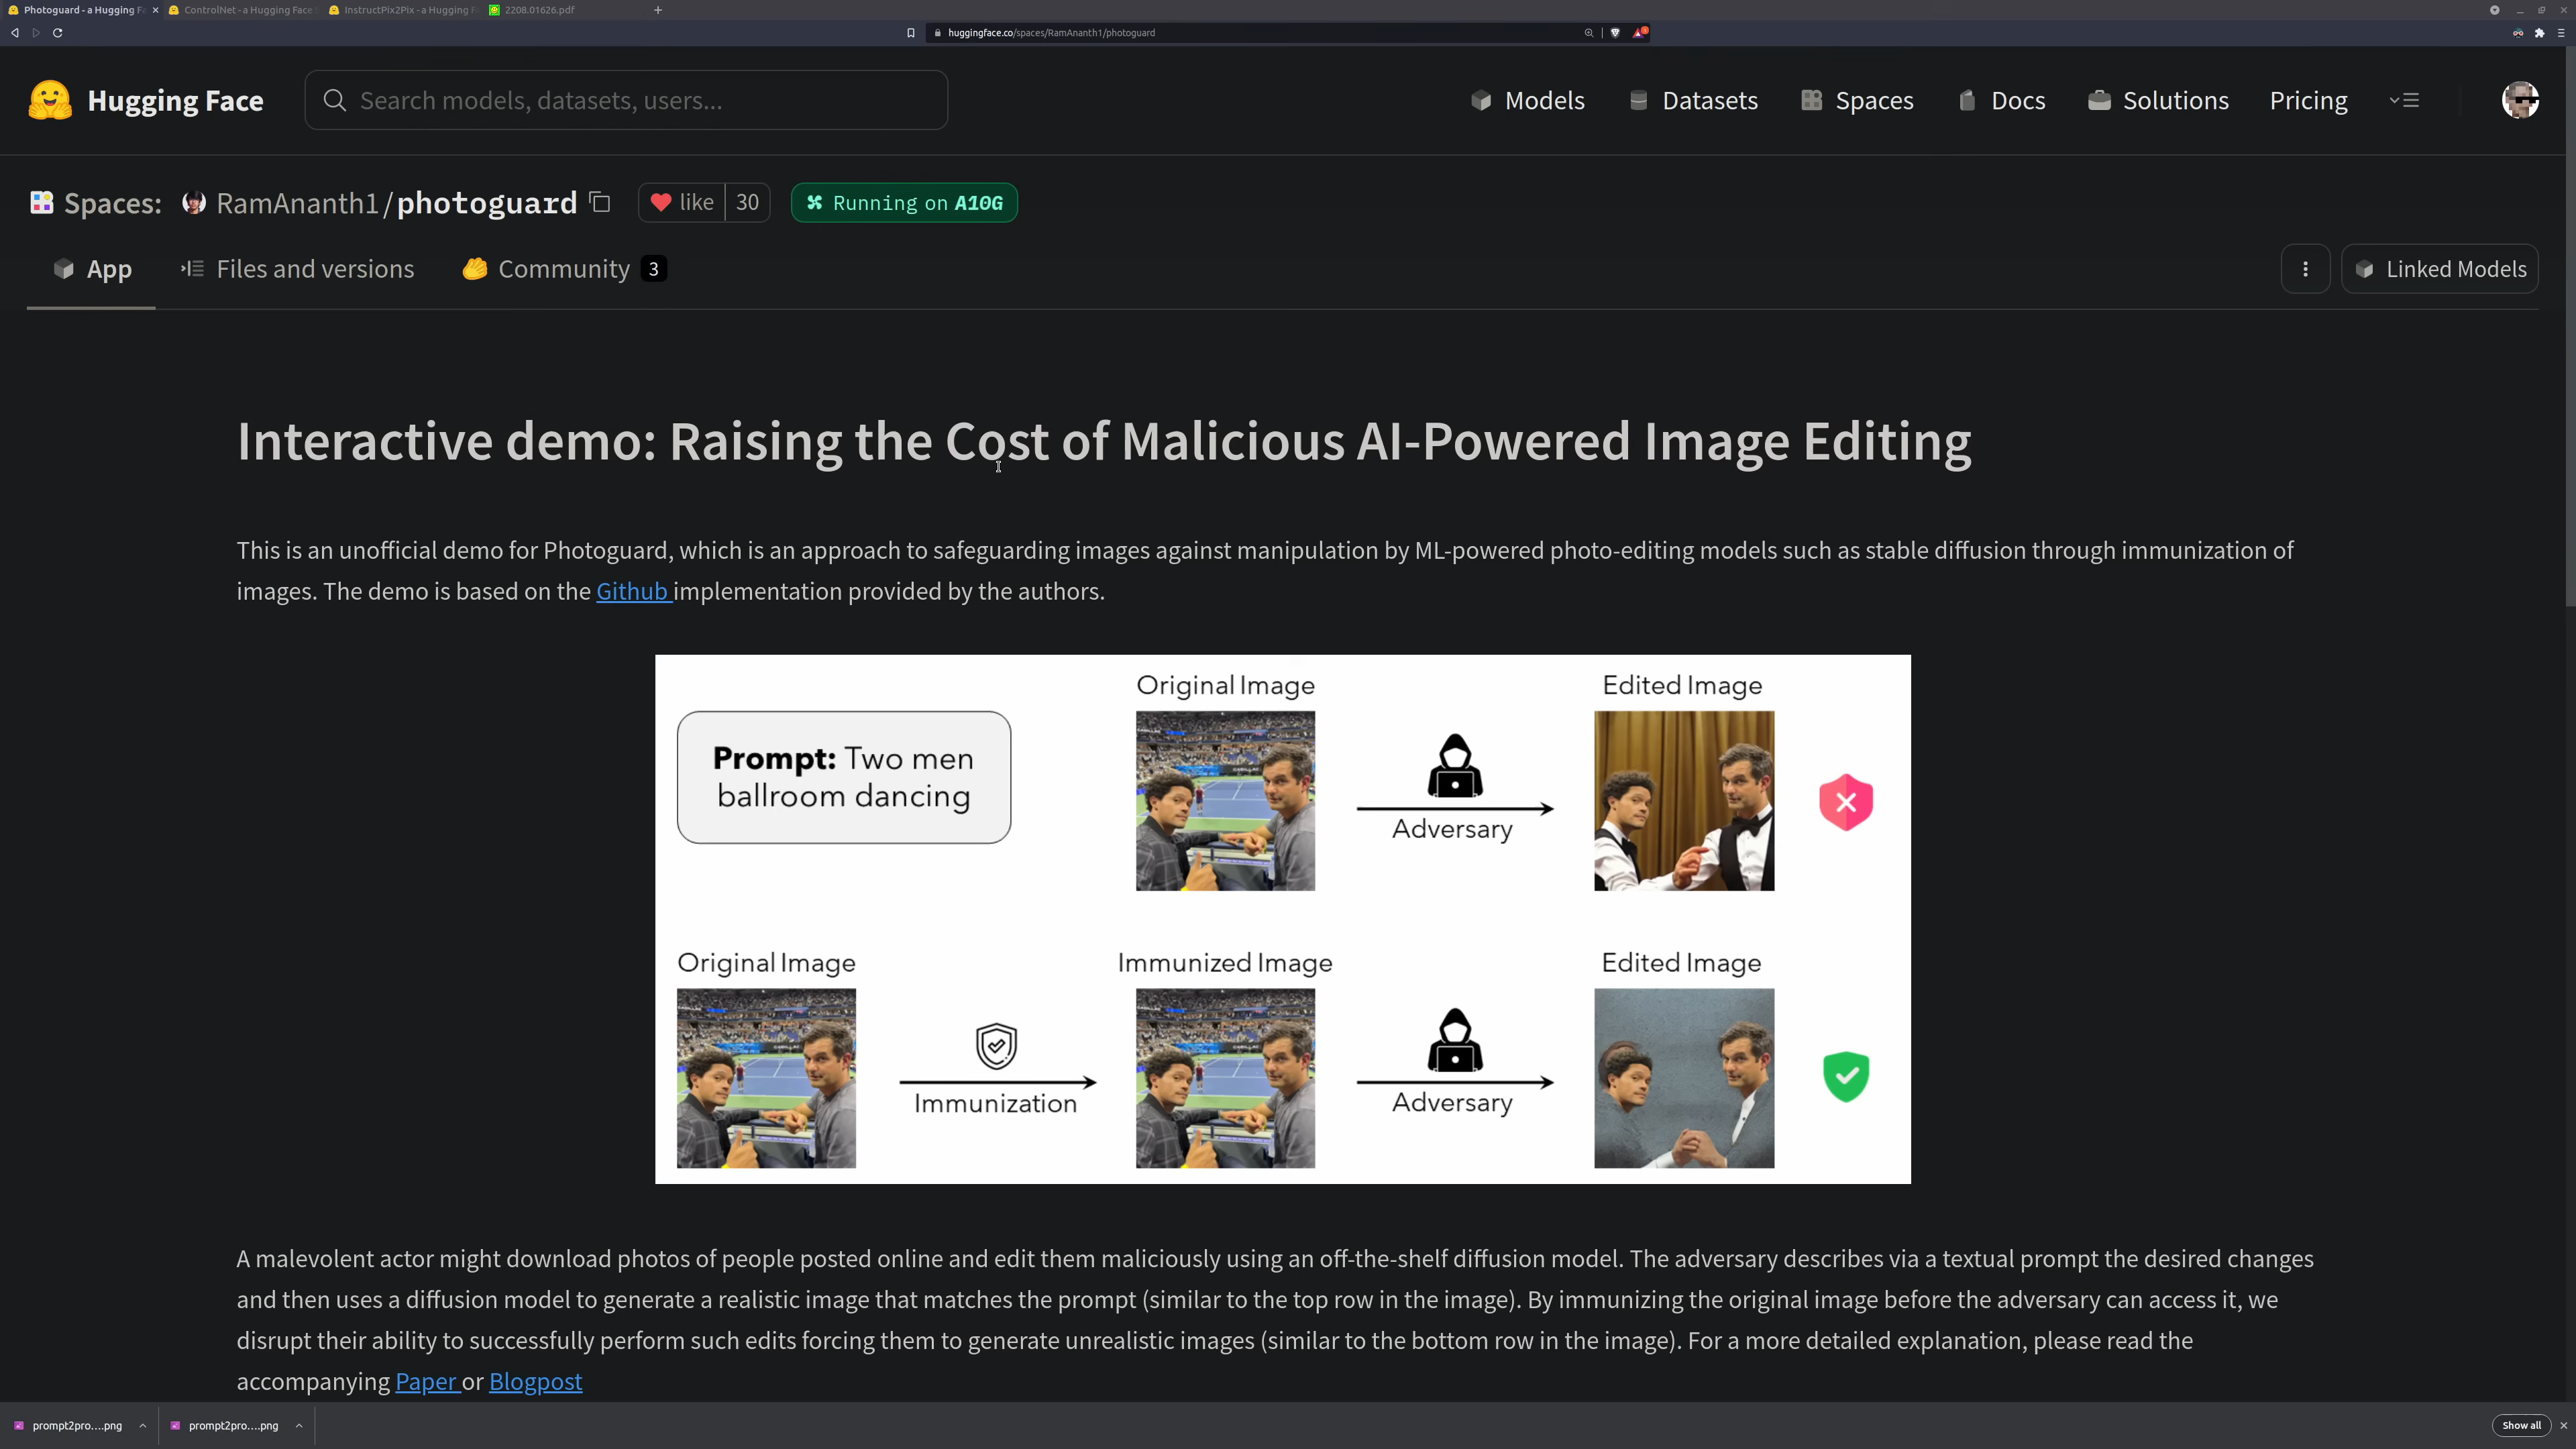 Photoguard - a Hugging F
ControlNet - a Hugging Face
InstructPix2Pix - a Hugging F
2208.01626.pdf
huggingface.co/spaces/RamAnanth1/photoguard
Hugging Face
Search models, datasets, users...
Models
Datasets
Spaces
Docs
Solutions
Pricing
Spaces:
RamAnanth1/photoguard
like 30
Running on A10G
App
Files and versions
Community 3
Linked Models
Interactive demo: Raising the Cost of Malicious AI-Powered Image Editing
This is an unofficial demo for Photoguard, which is an approach to safeguarding images against manipulation by ML-powered photo-editing models such as stable diffusion through immunization of
images. The demo is based on the Github implementation provided by the authors.
Original Image
Edited Image
Prompt: Two men
ballroom dancing
Adversary
Original Image
Immunized Image
Edited Image
Immunization
Adversary
A malevolent actor might download photos of people posted online and edit them maliciously using an off-the-shelf diffusion model. The adversary describes via a textual prompt the desired changes
and then uses a diffusion model to generate a realistic image that matches the prompt (similar to the top row in the image). By immunizing the original image before the adversary can access it, we
disrupt their ability to successfully perform such edits forcing them to generate unrealistic images (similar to the bottom row in the image). For a more detailed explanation, please read the
accompanying Paper or Blogpost
prompt2pro....png
prompt2pro....png
Show all